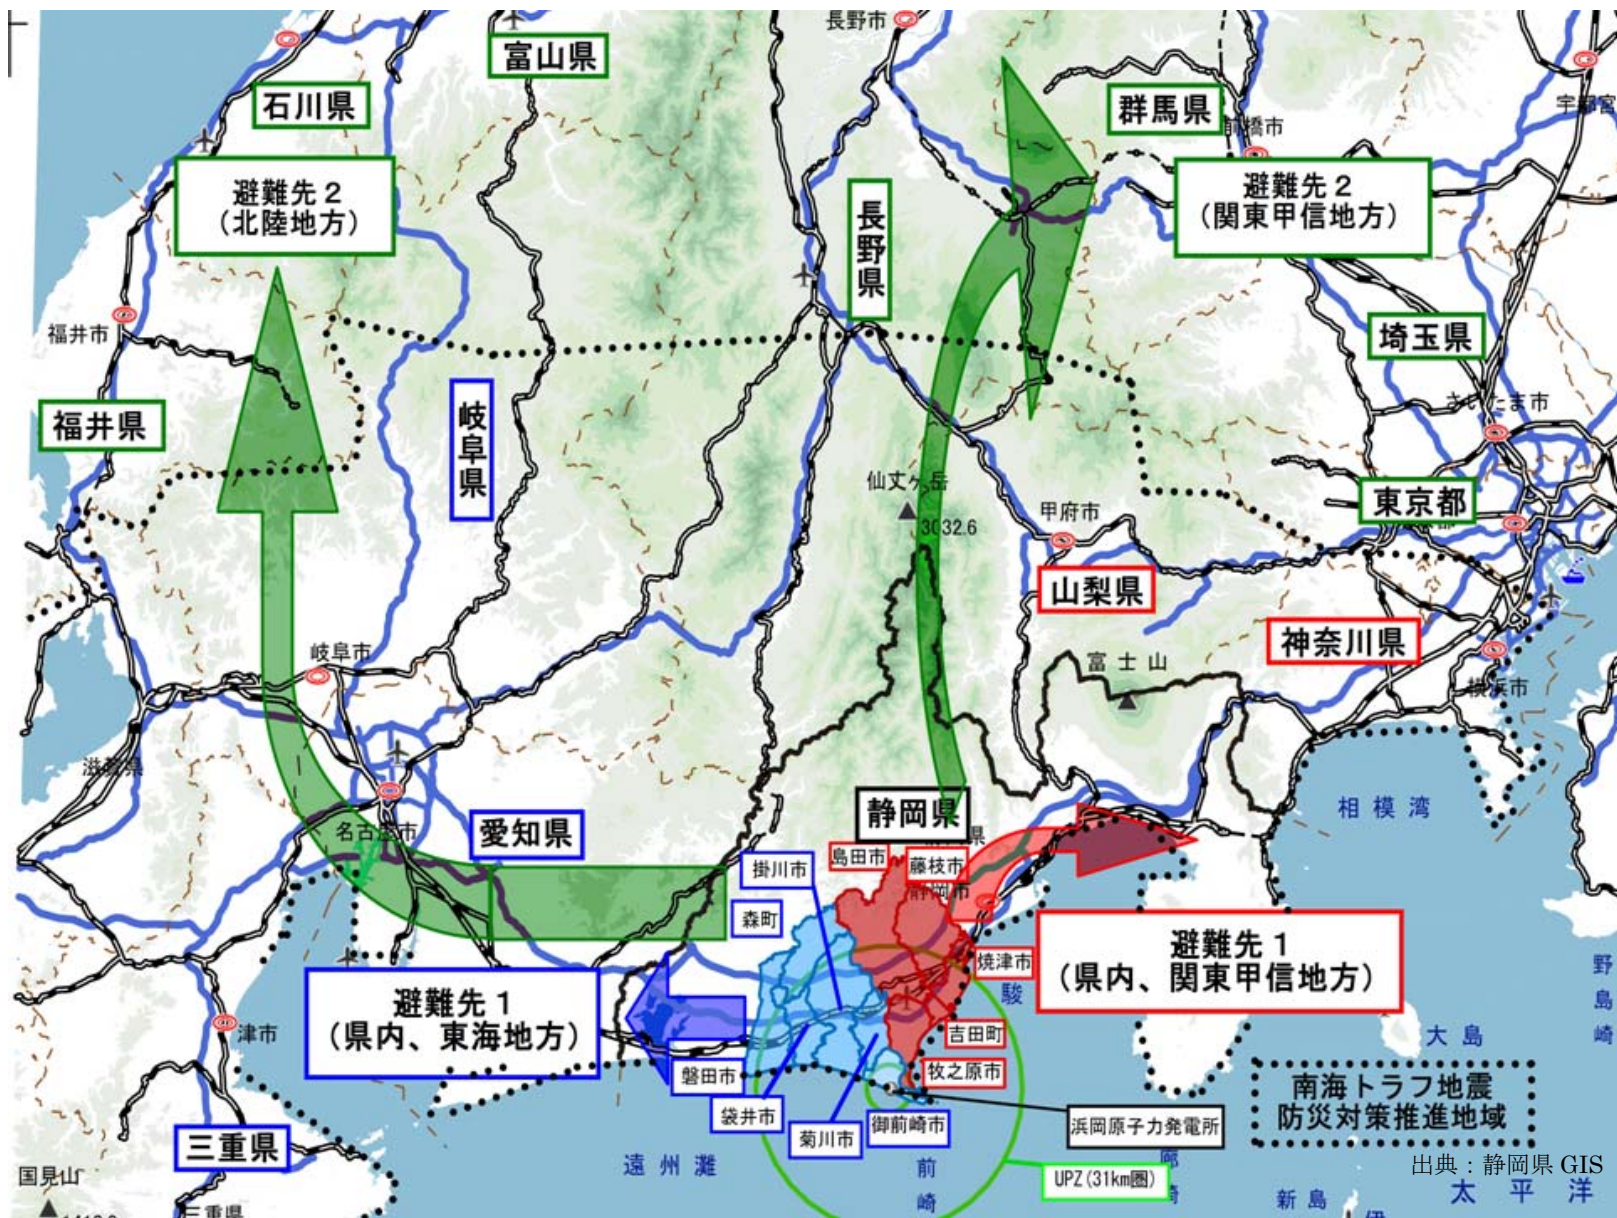 長野市
富山県
石川県
群馬県
前橋市
宇都宮
避難先2
(北陸地方)
避難先2
(関東甲信地方)
長野県
福井市
埼玉県
さいたま市
福井県
岐阜県
仙丈ヶ岳
3032.6
甲府市
東京都
山梨県
神奈川県
岐阜市
富士山
横浜市
滋賀県
静岡県
相模湾
名古屋市
愛知県
掛川市
島田市
藤枝市
静岡市
森町
避難先1
(県内、関東甲信地方)
焼津市
駿
野島崎
避難先1
(県内、東海地方)
津市
吉田町
大島
磐田市
牧之原市
南海トラフ地震
防災対策推進地域
袋井市
菊川市
御前崎市
浜岡原子力発電所
三重県
遠州灘
前崎
UPZ(31km圏)
出典:静岡県 GIS
国見山
新島
太平洋
三重県